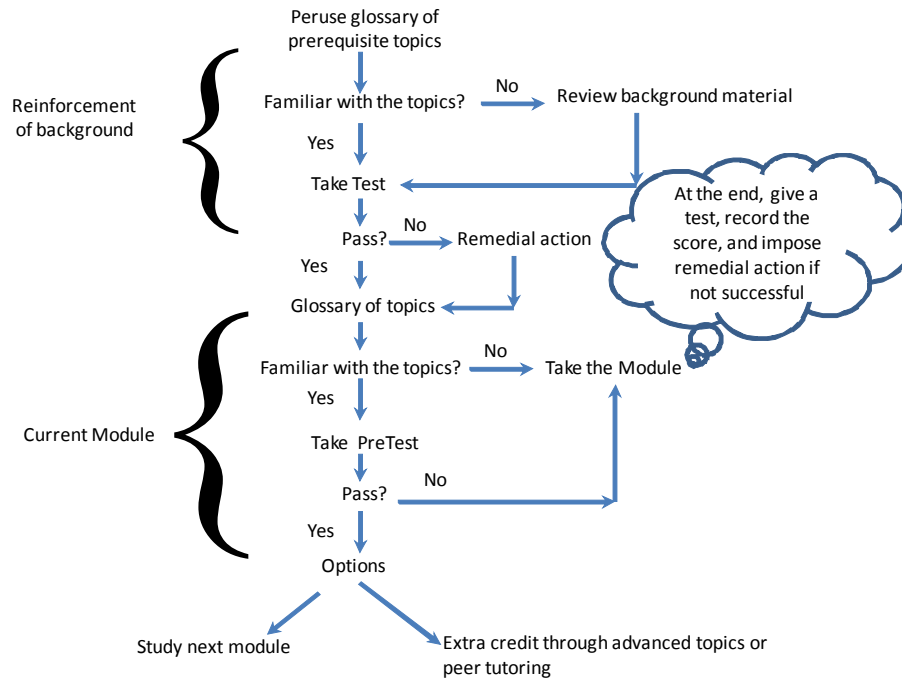 Peruse glossary of
prerequisite topics
Reinforcement
of background
Familiar with the topics?
No
Review background material
Yes
Take Test
At the end, give a
test, record the
score, and impose
remedial action if
not successful
Pass?
No
Remedial action
Yes
Glossary of topics
Familiar with the topics?
No
Take the Module
Yes
Current Module
Take PreTest
Pass?
No
Yes
Options
Study next module
Extra credit through advanced topics or
peer tutoring